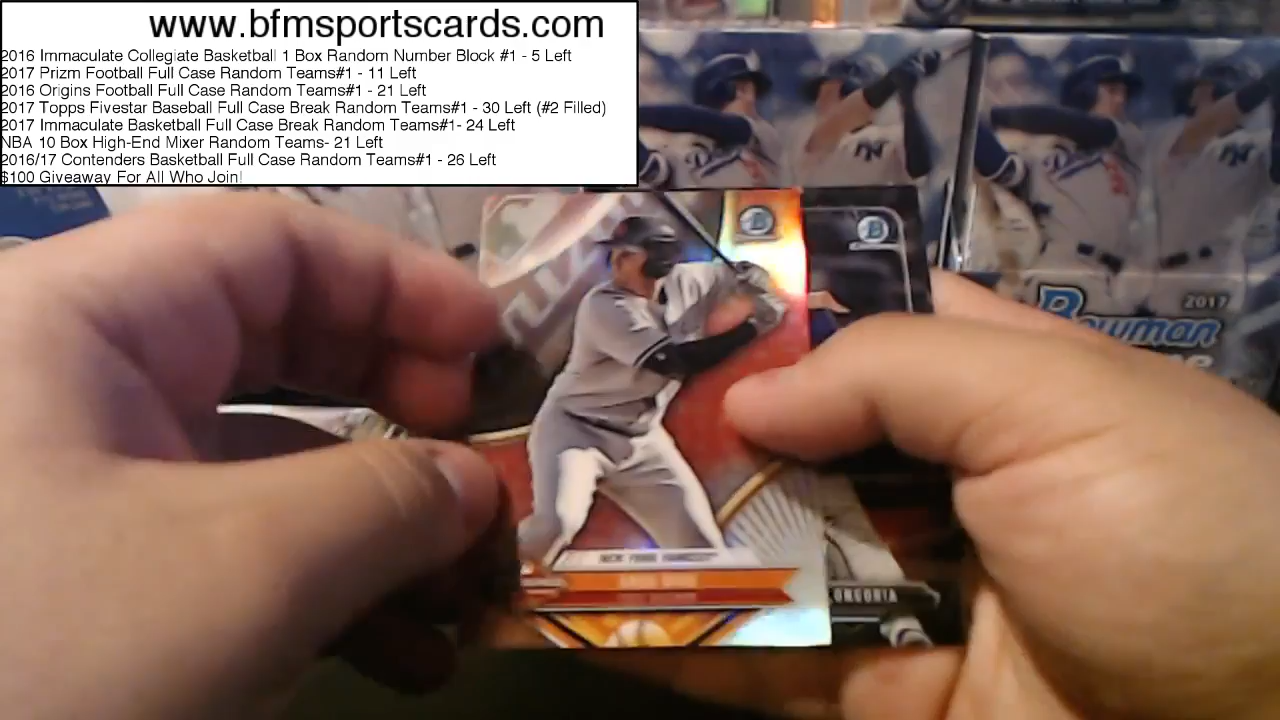 www.bfmsportscards.com
2016 Immaculate Collegiate Basketball 1 Box Random Number Block #1 - 5 Left
2017 Prizm Football Full Case Random Teams#1 - 11 Left
2016 Origins Football Full Case Random Teams#1 - 21 Left
2017 Topps Fivestar Baseball Full Case Break Random Teams#1 - 30 Left (#2 Filled)
2017 Immaculate Basketball Full Case Break Random Teams#1- 24 Left
NBA 10 Box High-End Mixer Random Teams- 21 Left
2016/17 Contenders Basketball Full Case Random Teams#1 - 26 Left
$100 Giveaway For All Who Join!
B
B
2017
Bowman
NEW YORK YANKEES